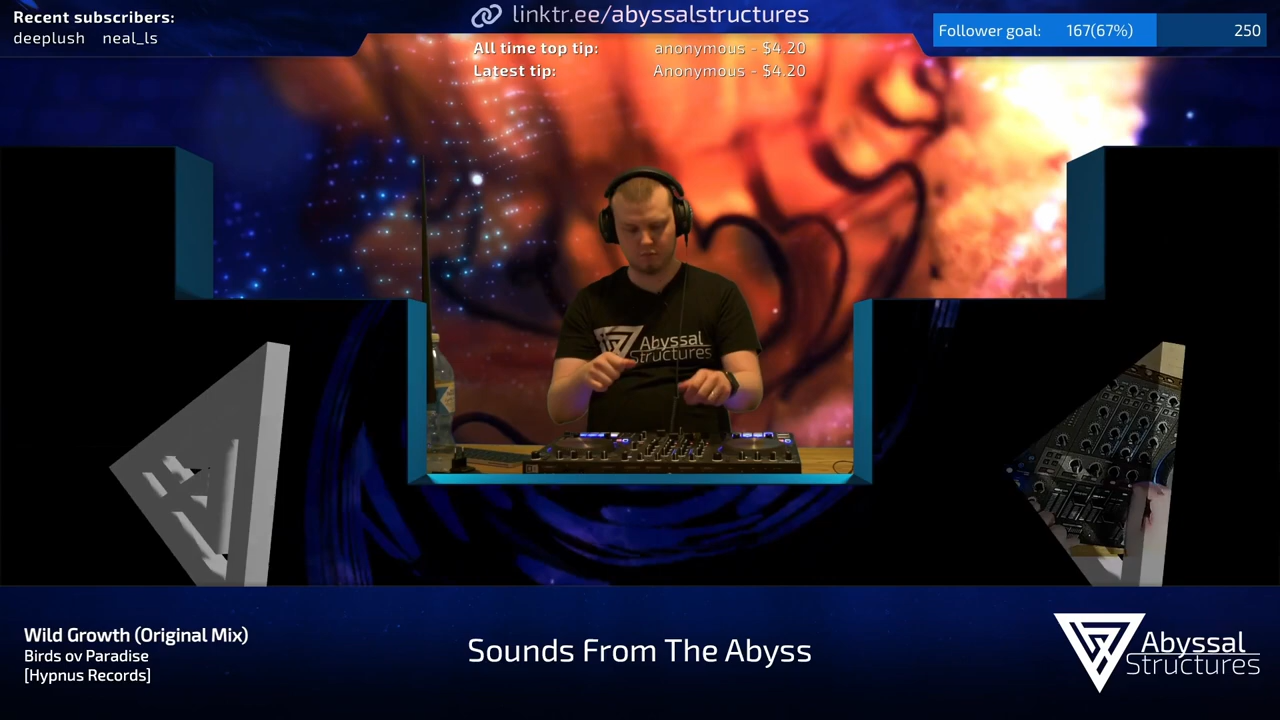 Recent subscribers:
deeplush neal_ls
linktr.ee/abyssalstructures
All time top tip: anonymous - $4.20
Latest tip: Anonymous - $4.20
Follower goal: 167(67%) 250
Abyssal
Structures
Wild Growth (Original Mix)
Birds ov Paradise
[Hypnus Records]
Sounds From The Abyss
Abyssal
Structures